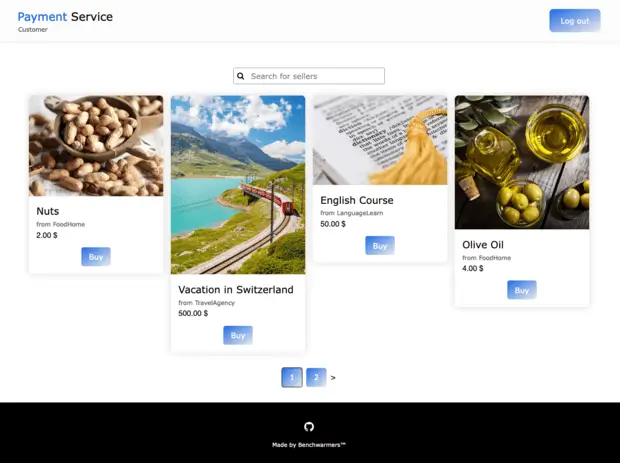 Payment Service
Customer
Log out
Search for sellers
Nuts
from FoodHome
2.00 $
Buy
Vacation in Switzerland
from TravelAgency
500.00 $
Buy
dictionary
English Course
from LanguageLearn
50.00 $
Buy
Olive Oil
from FoodHome
4.00 $
Buy
1 2 >
Made by Benchwarmers™